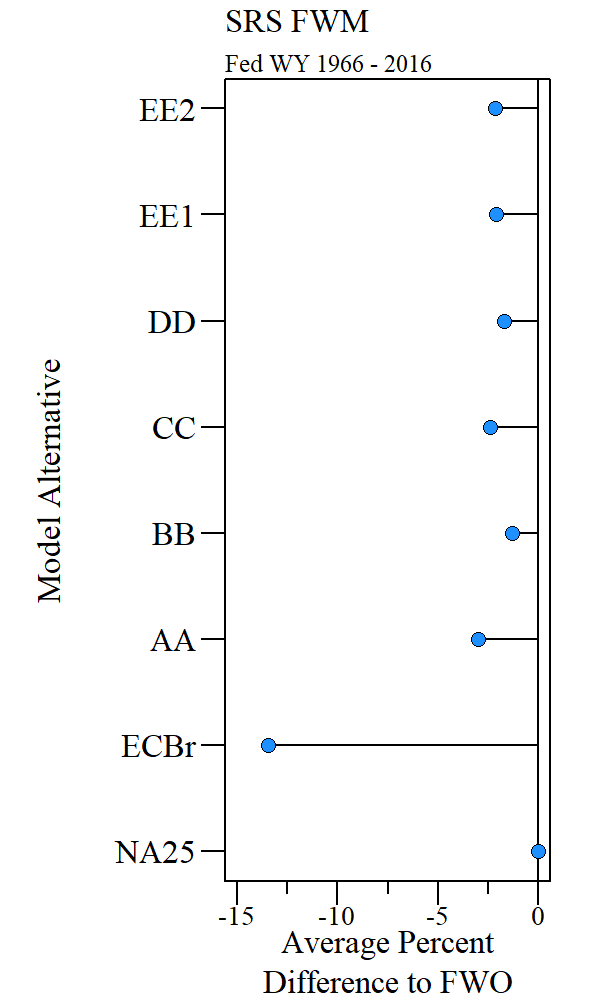 SRS FWM
Fed WY 1966 - 2016
EE2
EE1
DD
CC
BB
AA
ECBr
NA25
Model Alternative
-15 -10 -5 0
Average Percent
Difference to FWO